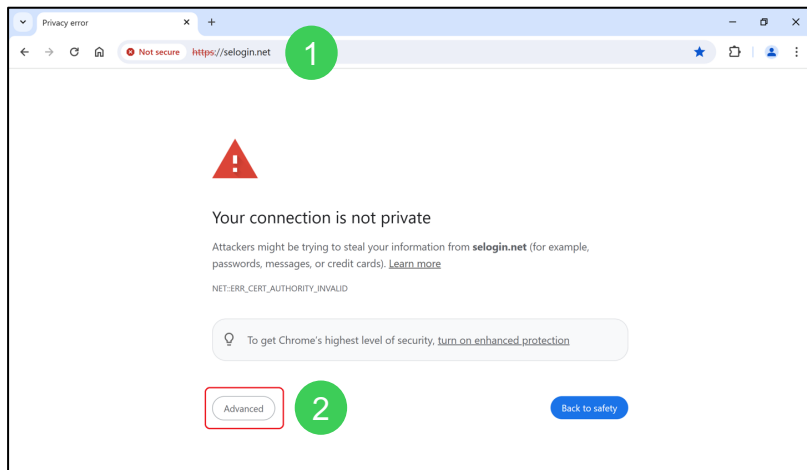 Privacy error
Not secure https://selogin.net
1
Your connection is not private
Attackers might be trying to steal your information from selogin.net (for example,
passwords, messages, or credit cards). Learn more
NET::ERR_CERT_AUTHORITY_INVALID
To get Chrome's highest level of security, turn on enhanced protection
Advanced
2
Back to safety